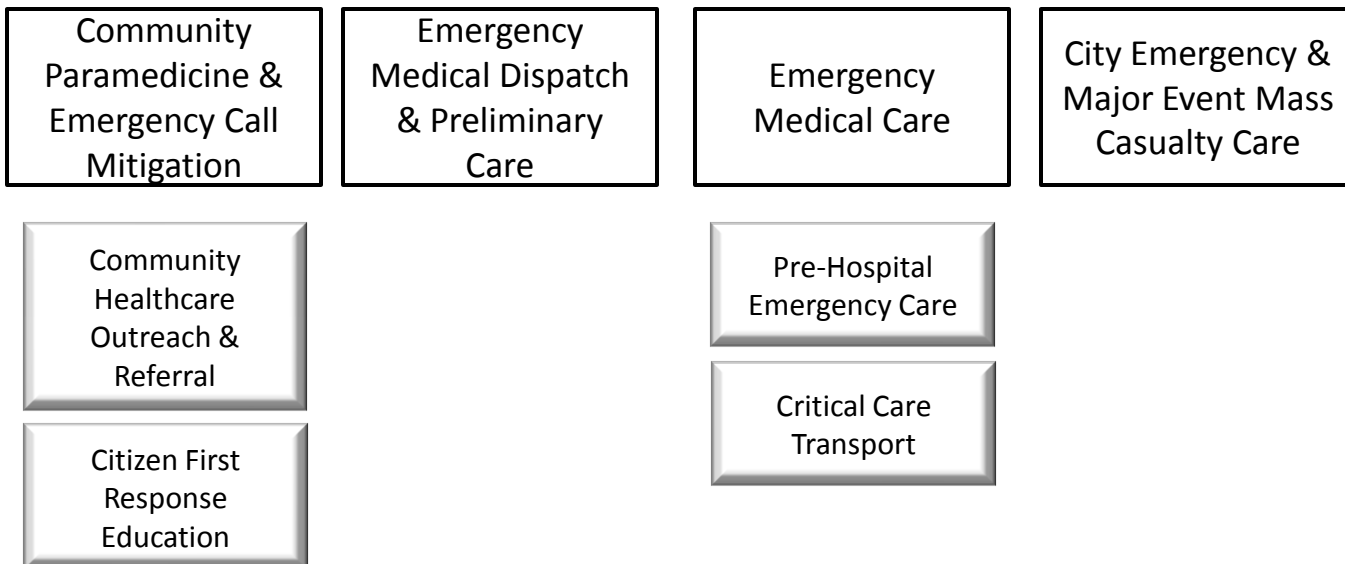 Community
Paramedicine &
Emergency Call
Mitigation
Emergency
Medical Dispatch
& Preliminary
Care
Emergency
Medical Care
City Emergency &
Major Event Mass
Casualty Care
Community
Healthcare
Outreach &
Referral
Citizen First
Response
Education
Pre-Hospital
Emergency Care
Critical Care
Transport